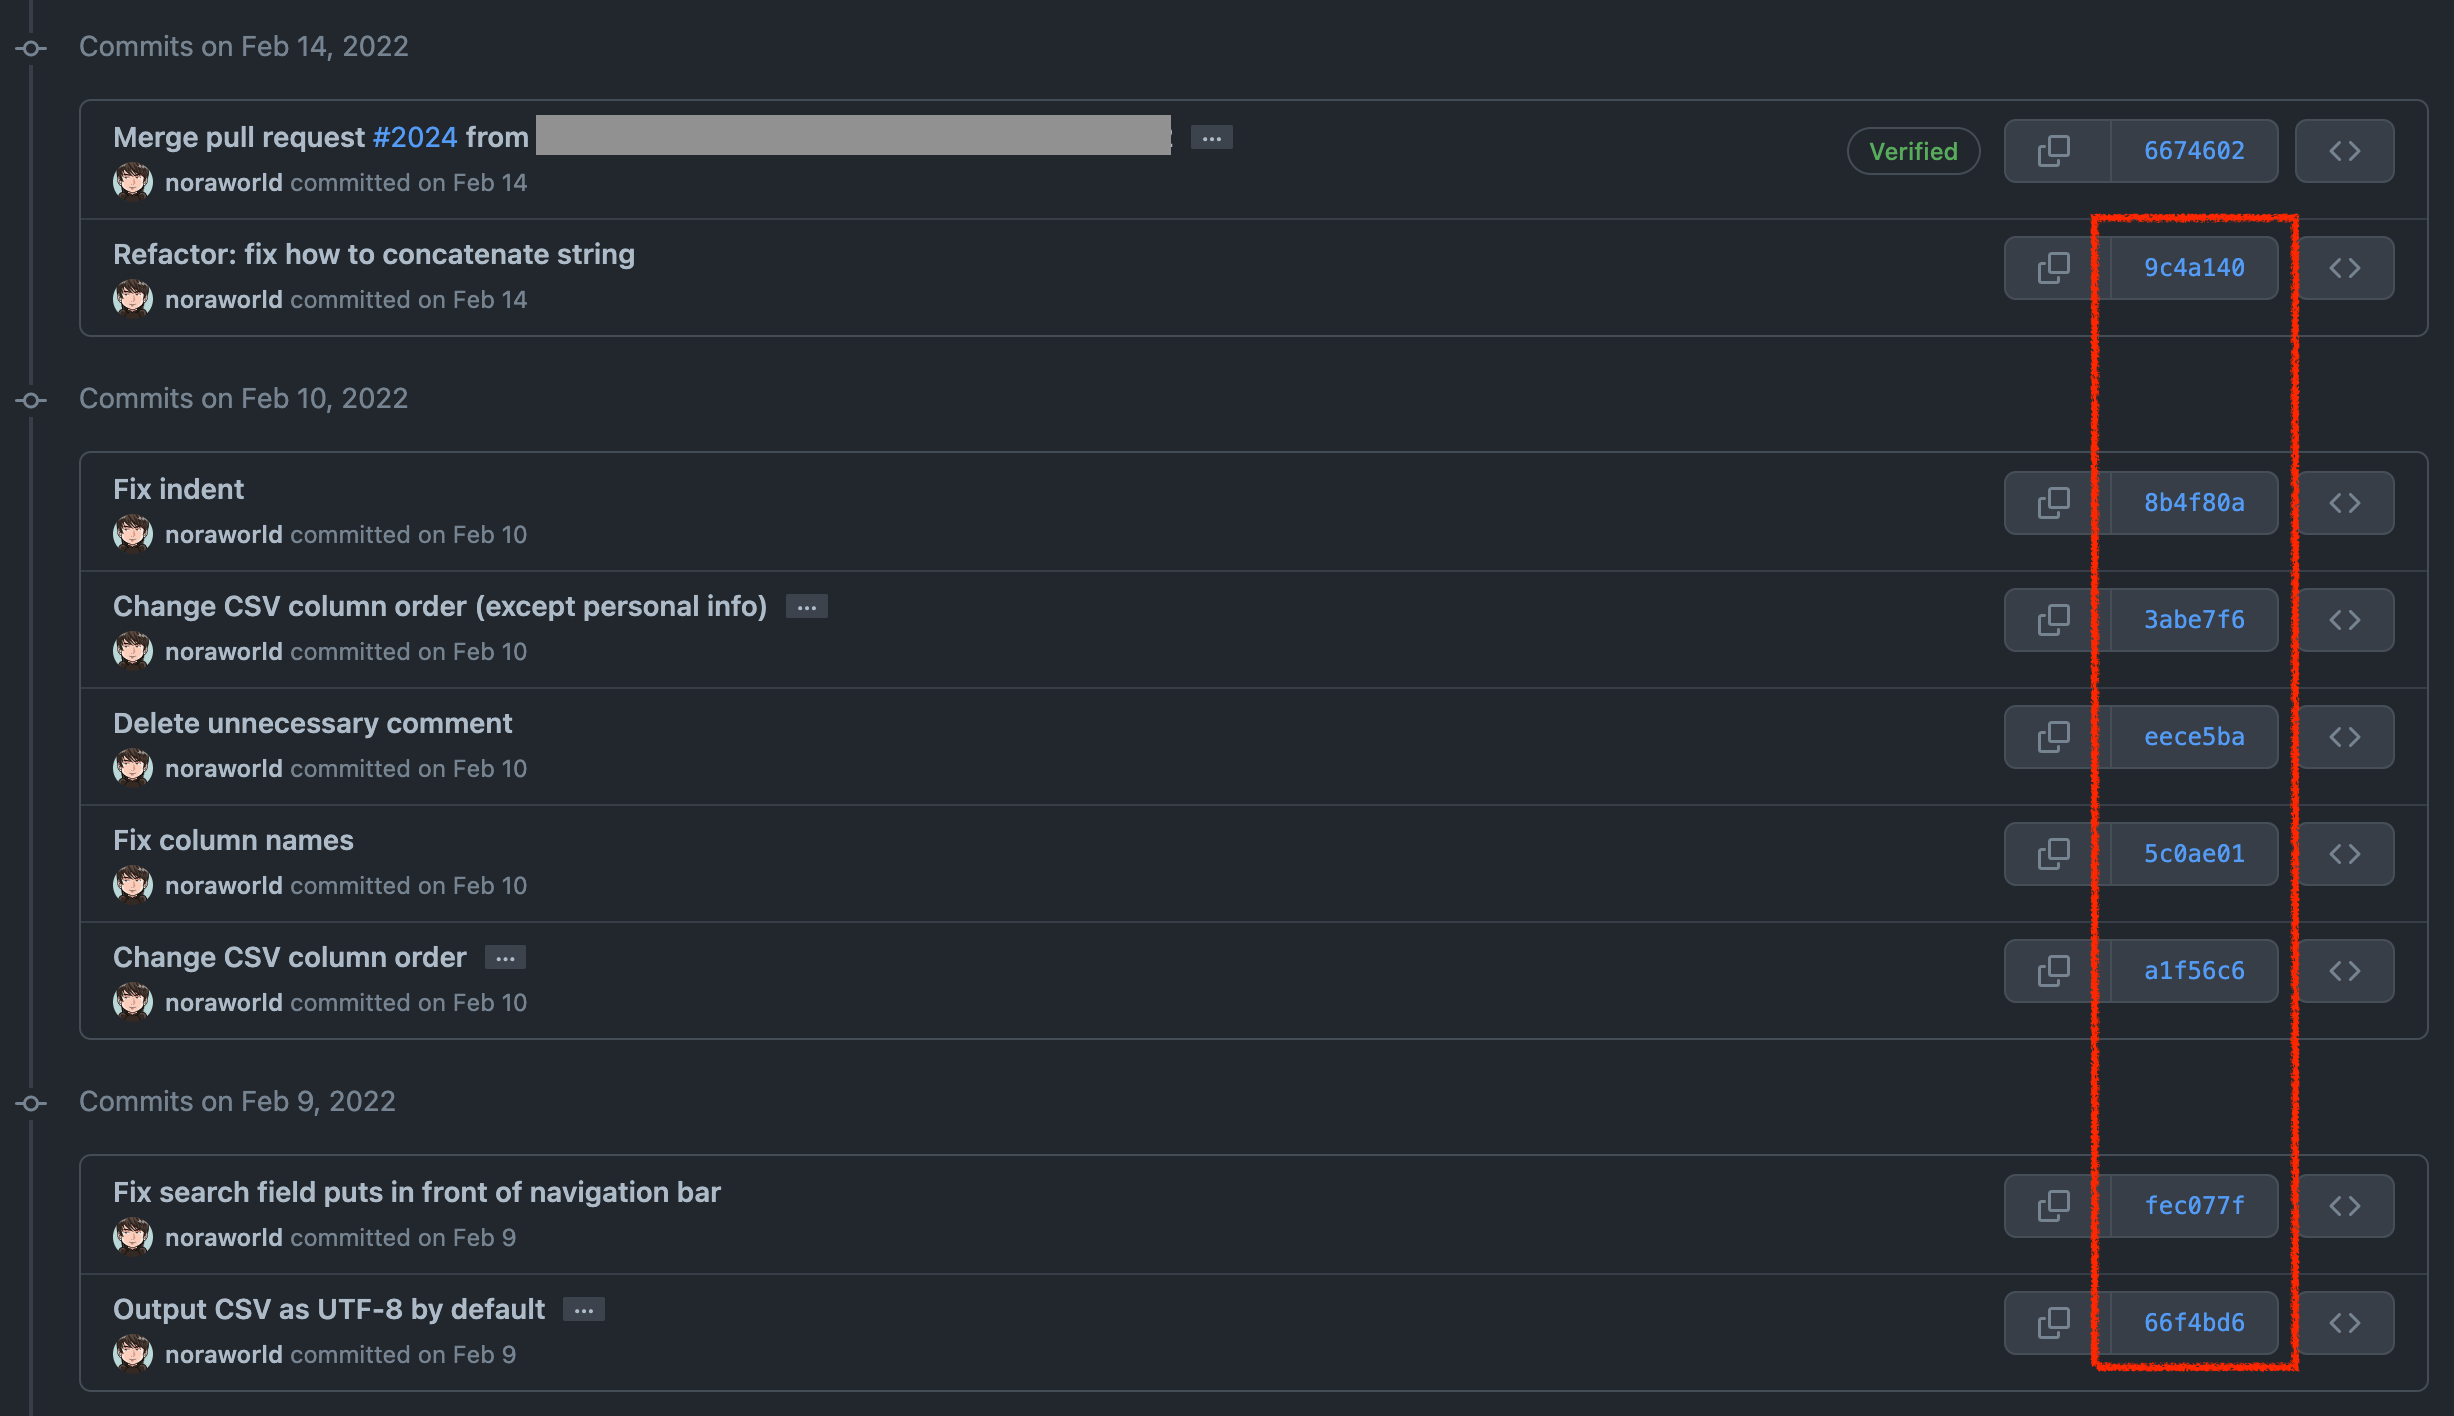 Commits on Feb 14, 2022
Merge pull request #2024 from
…
Verified
6674602
noraworld committed on Feb 14
Refactor: fix how to concatenate string
9c4a140
noraworld committed on Feb 14
Commits on Feb 10, 2022
Fix indent
8b4f80a
noraworld committed on Feb 10
Change CSV column order (except personal info) …
3abe7f6
noraworld committed on Feb 10
Delete unnecessary comment
eece5ba
noraworld committed on Feb 10
Fix column names
5c0ae01
noraworld committed on Feb 10
Change CSV column order …
a1f56c6
noraworld committed on Feb 10
Commits on Feb 9, 2022
Fix search field puts in front of navigation bar
fec077f
noraworld committed on Feb 9
Output CSV as UTF-8 by default …
66f4bd6
noraworld committed on Feb 9